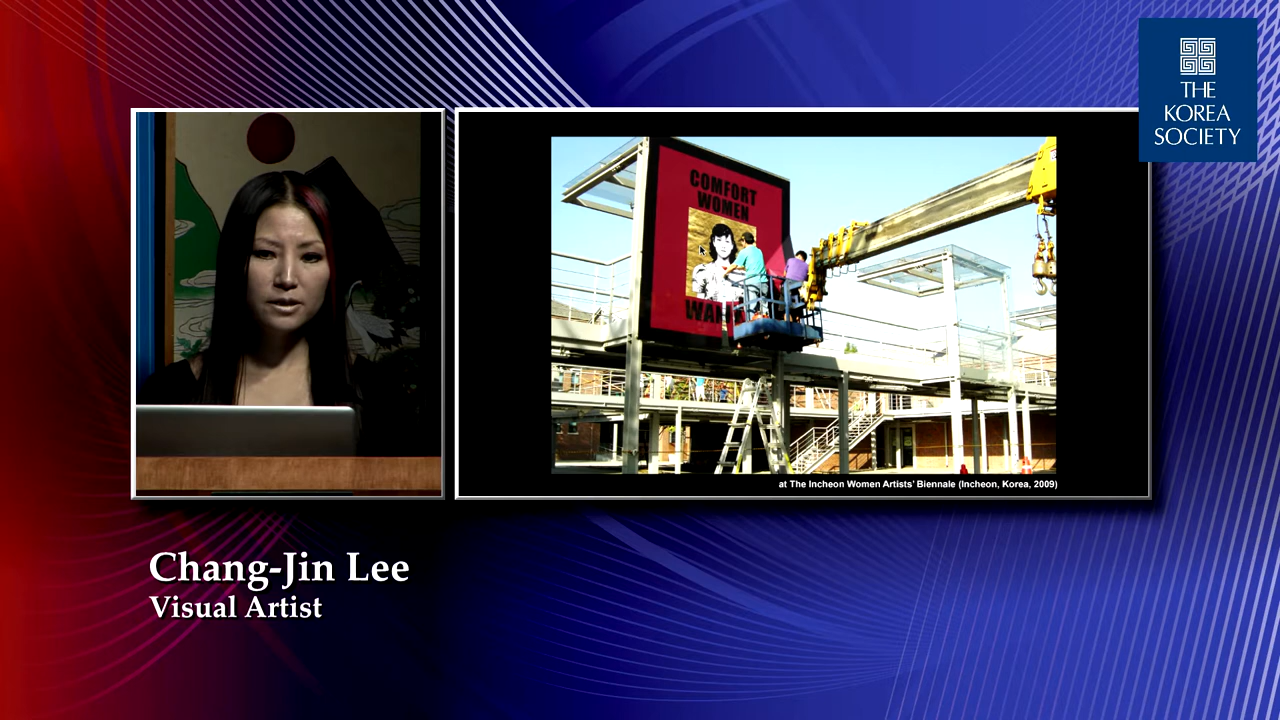 THE
KOREA
SOCIETY
COMFORT
WOMEN
at The Incheon Women Artists' Biennale (Incheon, Korea, 2009)
Chang-Jin Lee
Visual Artist